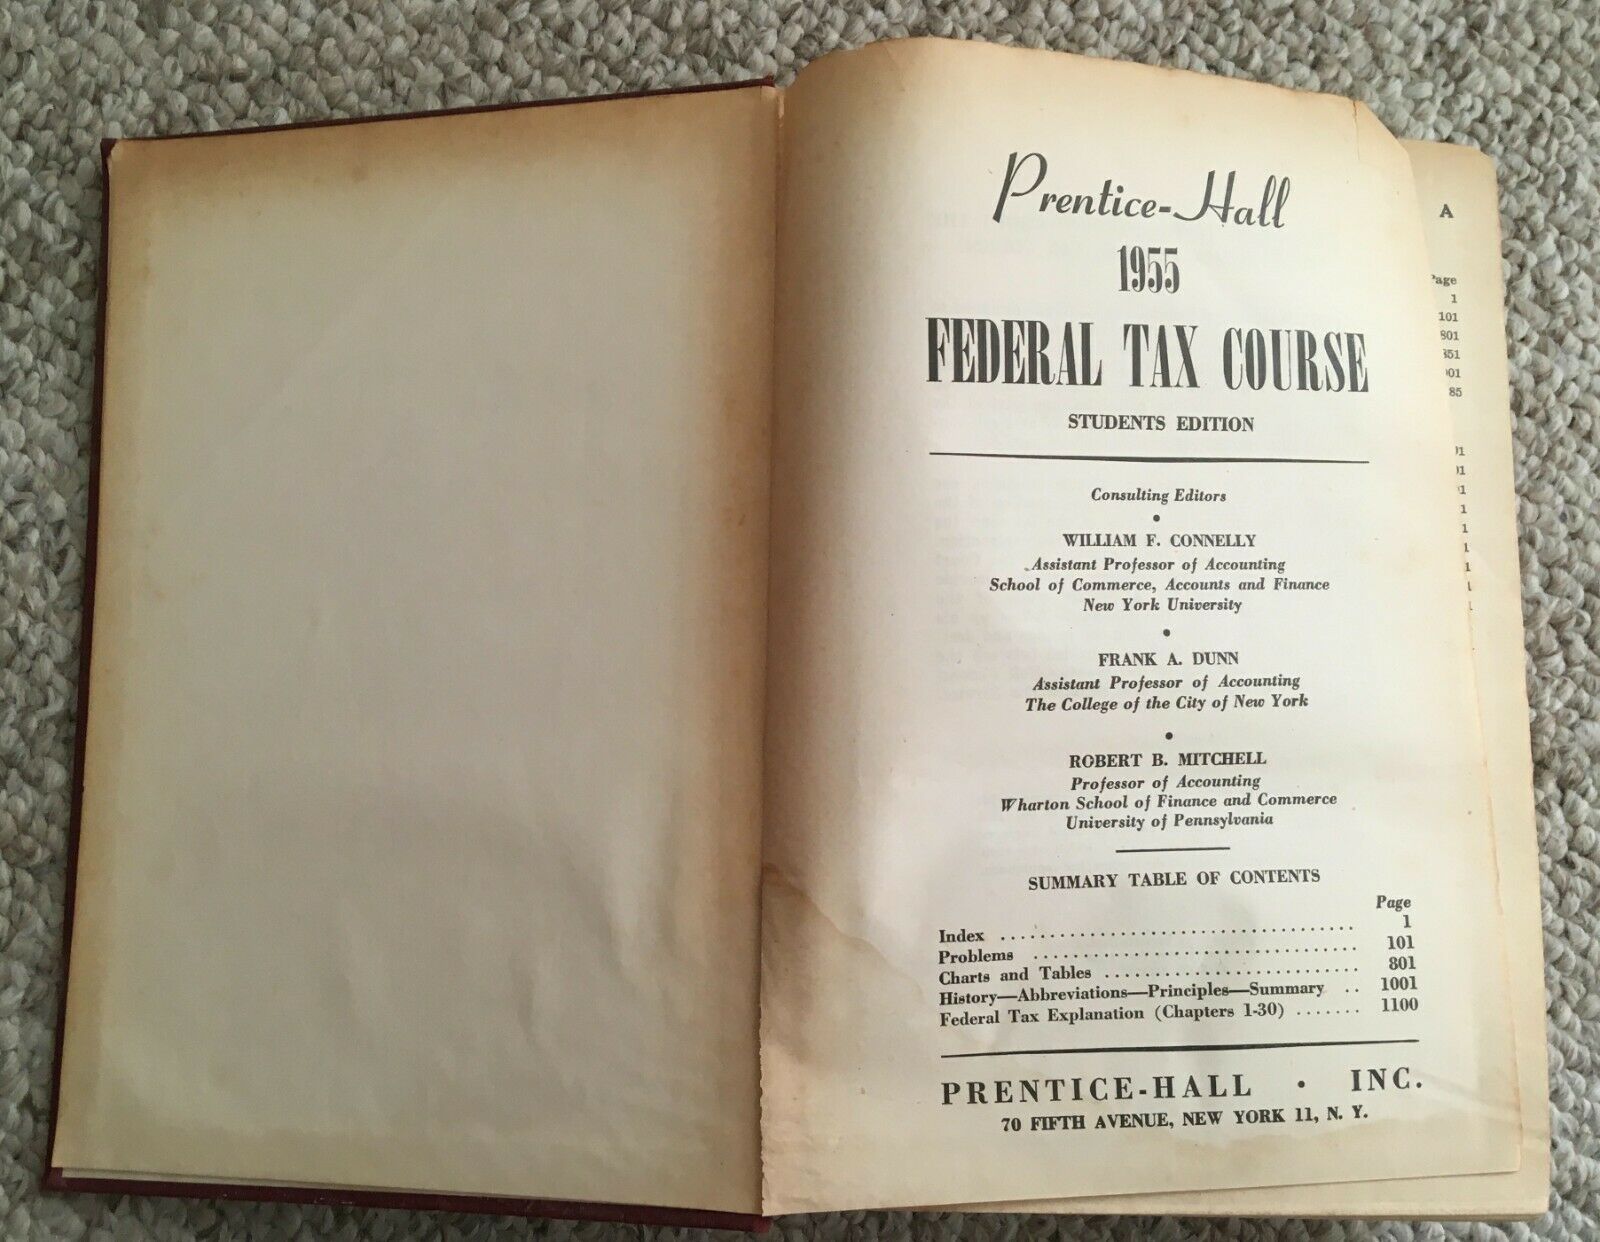 Prentice-Hall
1955
FEDERAL TAX COURSE
STUDENTS EDITION
Consulting Editors
•
WILLIAM F. CONNELLY
Assistant Professor of Accounting
School of Commerce, Accounts and Finance
New York University
•
FRANK A. DUNN
Assistant Professor of Accounting
The College of the City of New York
•
ROBERT B. MITCHELL
Professor of Accounting
Wharton School of Finance and Commerce
University of Pennsylvania
SUMMARY TABLE OF CONTENTS
Page
Index .................................... 1
Problems ................................. 101
Charts and Tables .......................... 801
History—Abbreviations—Principles—Summary .. 1001
Federal Tax Explanation (Chapters 1-30) ....... 1100
PRENTICE-HALL • INC.
70 FIFTH AVENUE, NEW YORK 11, N. Y.
A
Page
1
101
801